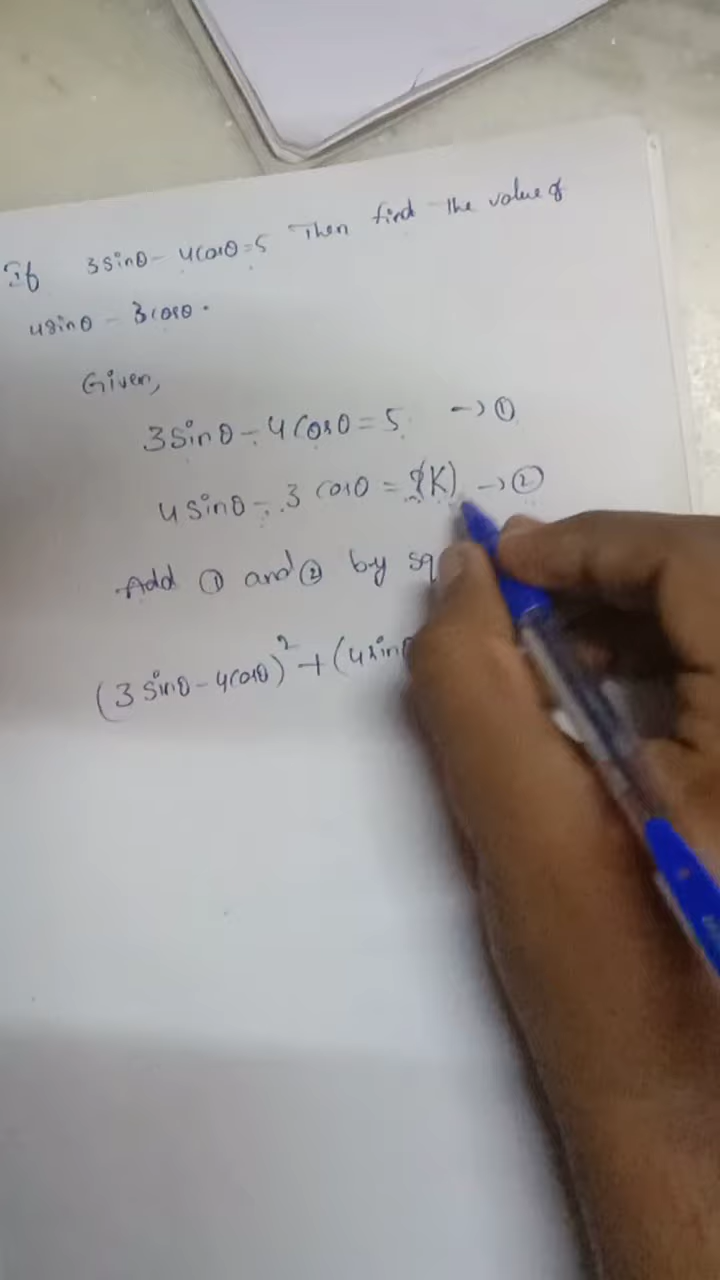 If 3sinθ - 4cosθ = 5 Then find the value of
4sinθ - 3cosθ.
Given,
3sinθ - 4cosθ = 5 → ①
4sinθ - 3cosθ = ?(K) → ②
Add ① and ② by sq
(3sinθ - 4cosθ)² + (4sinθ